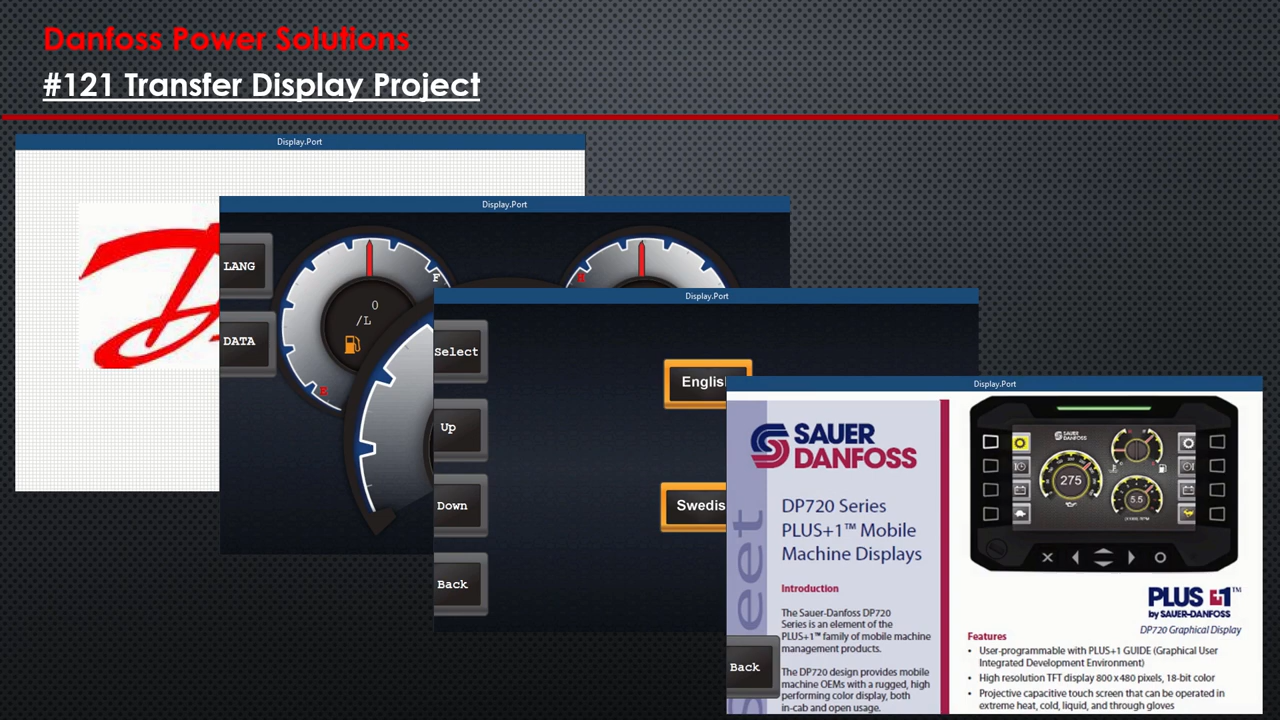 Danfoss Power Solutions
#121 Transfer Display Project
Display.Port
Display.Port
LANG
DATA
F
0
/L
E
Display.Port
Select
Up
Down
Back
Englis
Swedis
Display.Port
SAUER
DANFOSS
DP720 Series
PLUS+1™ Mobile
Machine Displays
Introduction
The Sauer-Danfoss DP720
Series is an element of the
PLUS+1™ family of mobile machine
management products.
The DP720 design provides mobile
machine OEMs with a rugged, high
performing color display, both
in-cab and open usage.
eet
Back
SAUER
DANFOSS
275
5.5
PLUS+1™
by SAUER-DANFOSS
DP720 Graphical Display
Features
• User-programmable with PLUS+1 GUIDE (Graphical User
Integrated Development Environment)
• High resolution TFT display 800 x 480 pixels, 18-bit color
• Projective capacitive touch screen that can be operated in
extreme heat, cold, liquid, and through gloves